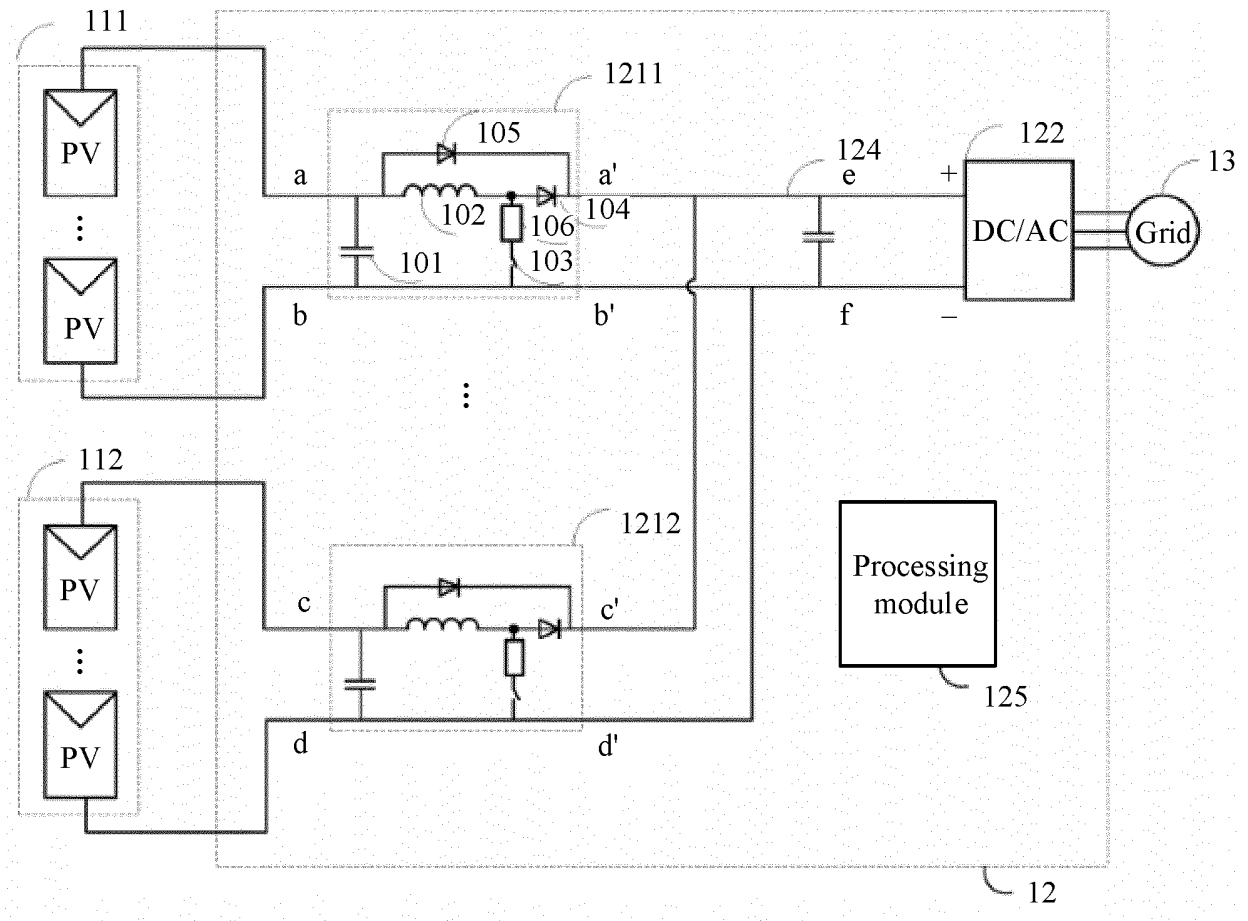 111
PV
⋮
PV
112
PV
⋮
PV
a
b
1211
105
102
106
104
101
103
a'
b'
124
e
f
+
−
122
DC/AC
13
Grid
⋮
c
d
1212
c'
d'
Processing
module
125
12